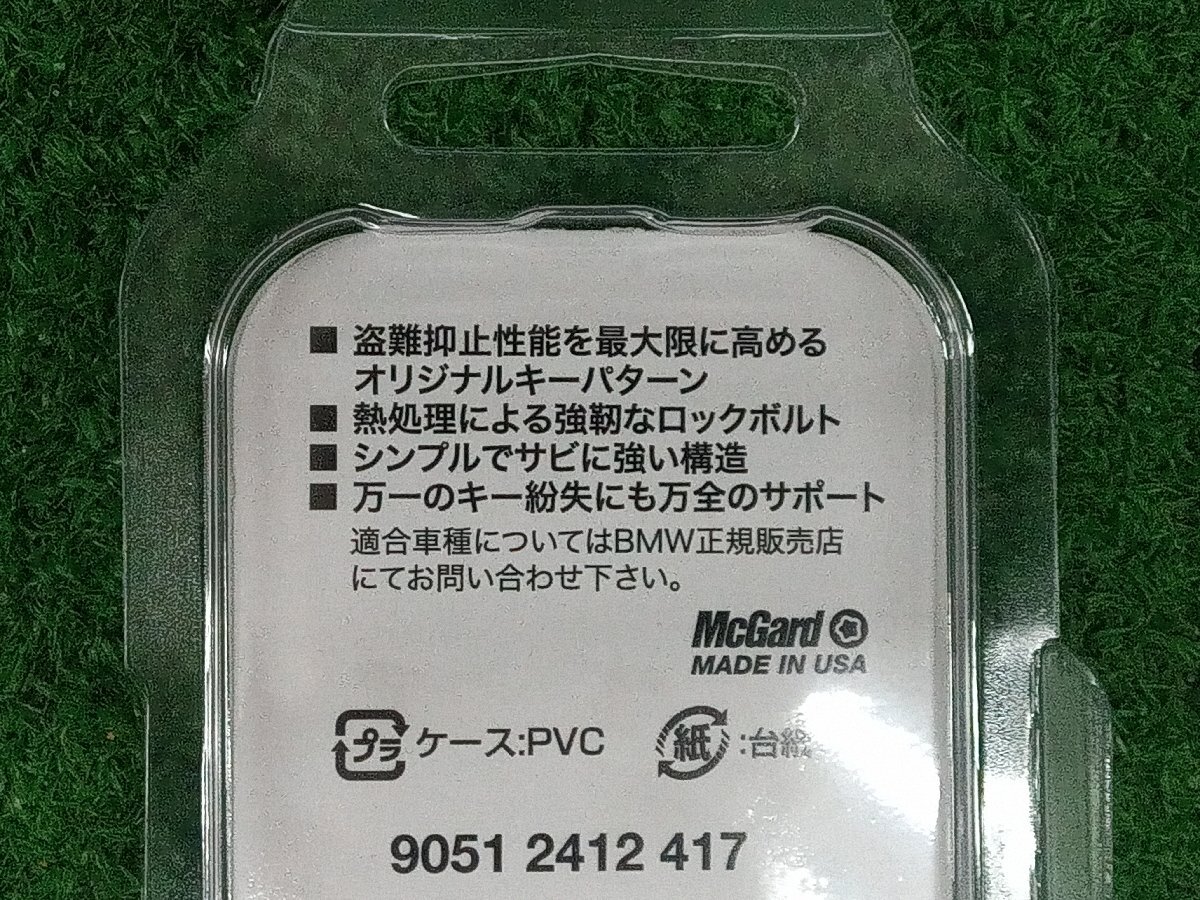 ■ 盗難抑止性能を最大限に高める
オリジナルキーパターン
■ 熱処理による強靭なロックボルト
■ シンプルでサビに強い構造
■ 万一のキー紛失にも万全のサポート
適合車種についてはBMW正規販売店
にてお問い合わせ下さい。
McGard
MADE IN USA
プラ ケース:PVC 紙 :台紙
9051 2412 417